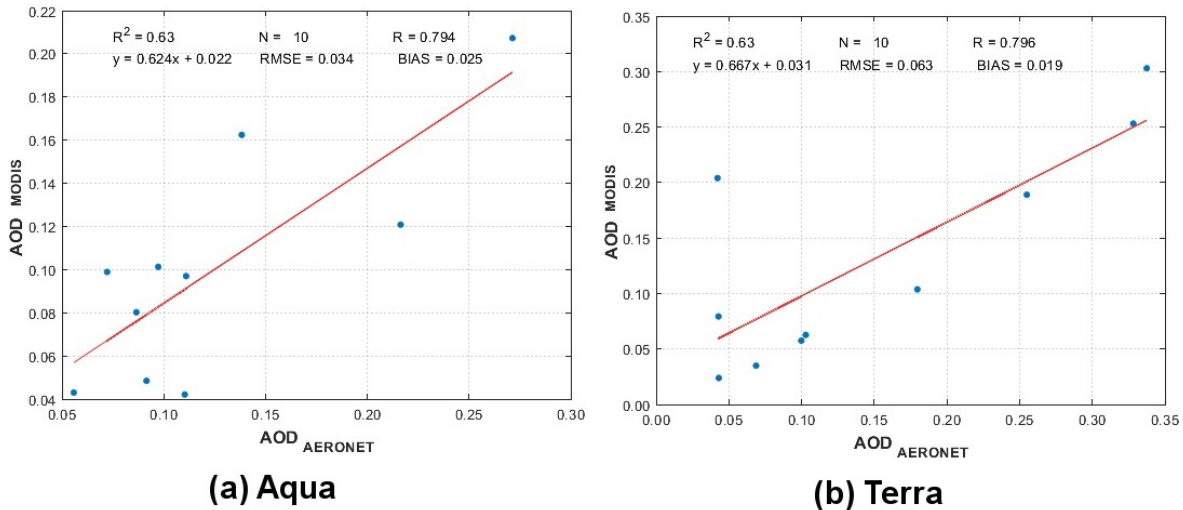 R² = 0.63 N = 10 R = 0.794
y = 0.624x + 0.022 RMSE = 0.034 BIAS = 0.025
0.22
0.20
0.18
0.16
0.14
0.12
0.10
0.08
0.06
0.04
AOD MODIS
0.05 0.10 0.15 0.20 0.25 0.30
AOD AERONET
(a) Aqua
R² = 0.63 N = 10 R = 0.796
y = 0.667x + 0.031 RMSE = 0.063 BIAS = 0.019
0.35
0.30
0.25
0.20
0.15
0.10
0.05
0.00
AOD MODIS
0.00 0.05 0.10 0.15 0.20 0.25 0.30 0.35
AOD AERONET
(b) Terra